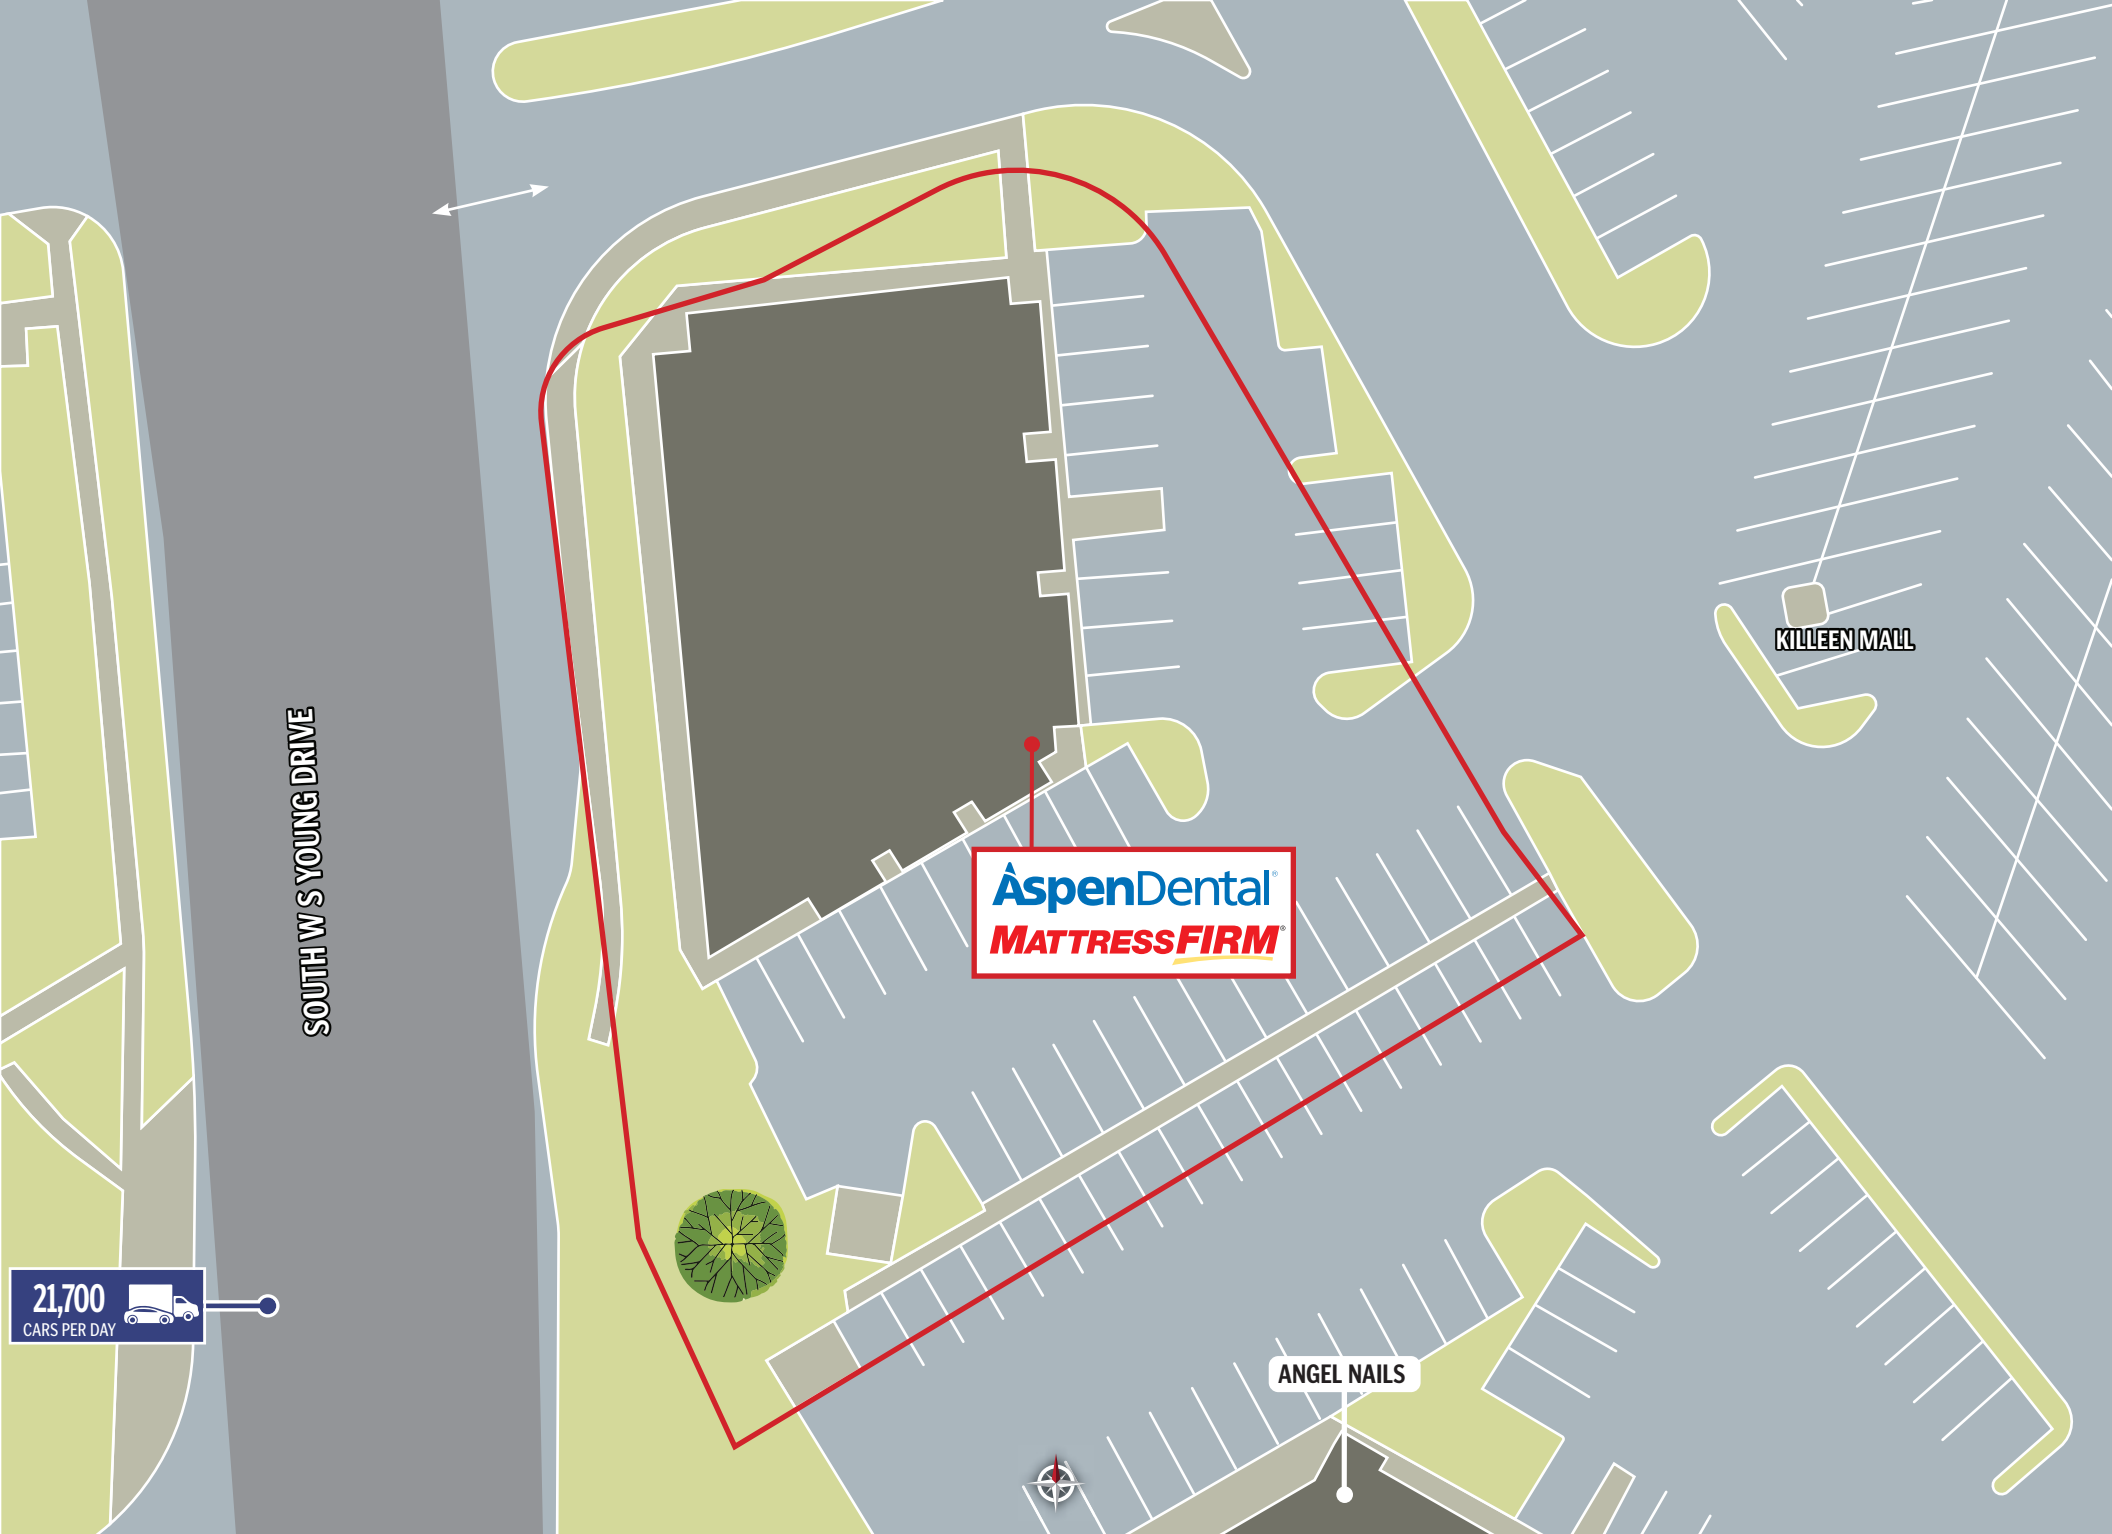 KILLEEN MALL
SOUTH W S YOUNG DRIVE
AspenDental®
MATTRESSFIRM®
21,700
CARS PER DAY
ANGEL NAILS